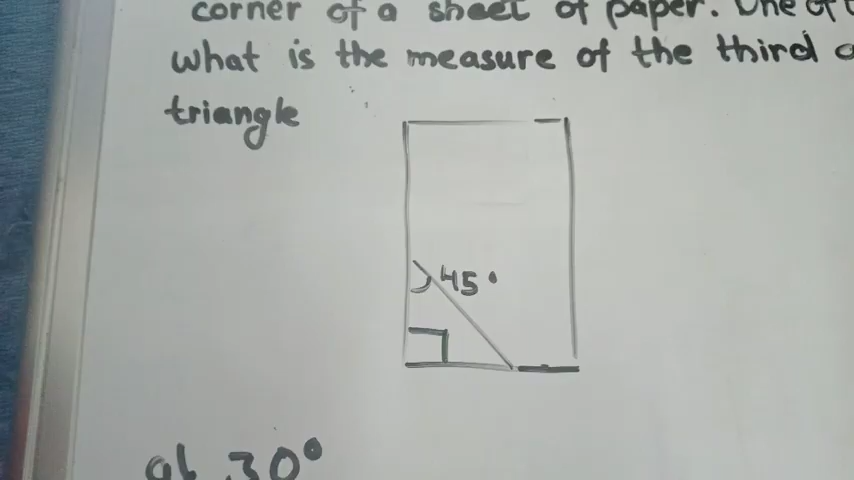 corner of a sheet of paper. One of
what is the measure of the third
triangle
45°
a) 30°